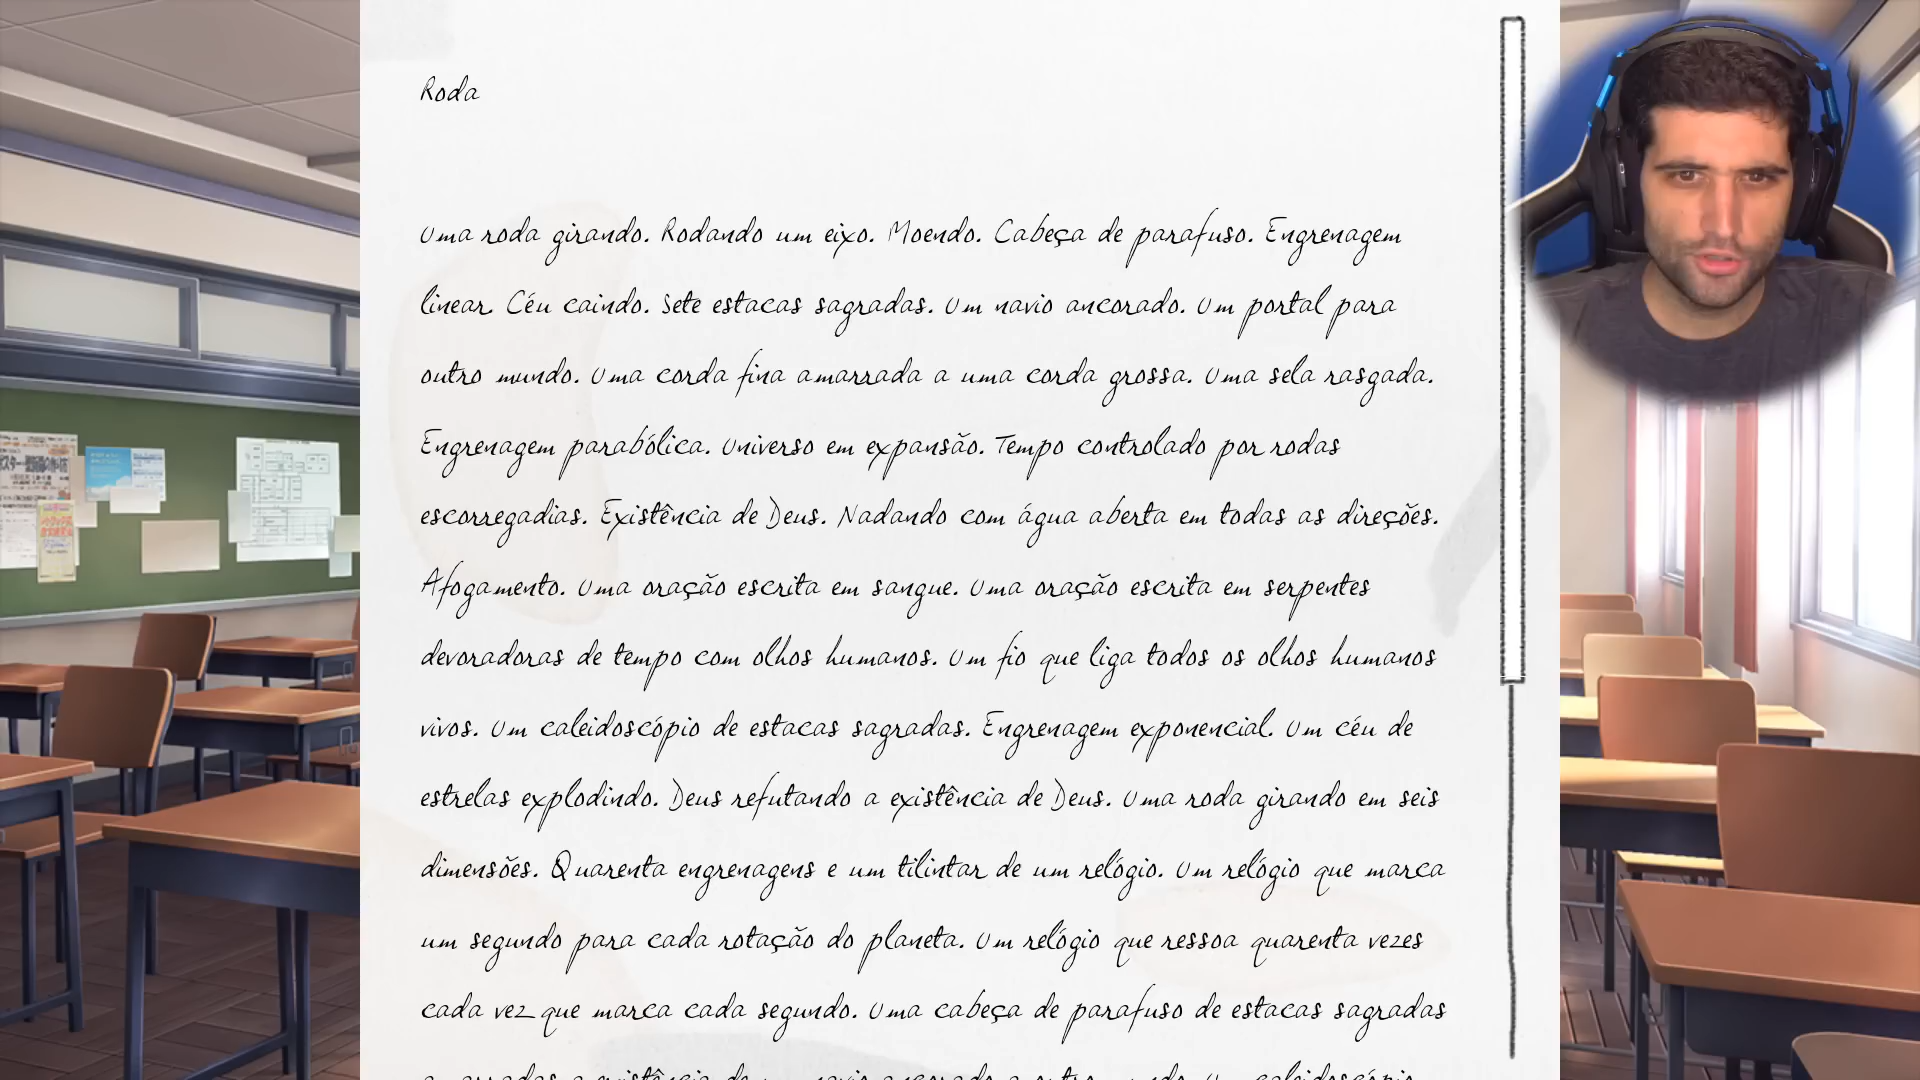 Roda
Uma roda girando. Rodando um eixo. Moendo. Cabeça de parafuso. Engrenagem
linear. Céu caindo. Sete estacas sagradas. Um navio ancorado. Um portal para
outro mundo. Uma corda fina amarrada a uma corda grossa. Uma sela rasgada.
Engrenagem parabólica. Universo em expansão. Tempo controlado por rodas
escorregadias. Existência de Deus. Nadando com água aberta em todas as direções.
Afogamento. Uma oração escrita em sangue. Uma oração escrita em serpentes
devoradoras de tempo com olhos humanos. Um fio que liga todos os olhos humanos
vivos. Um caleidoscópio de estacas sagradas. Engrenagem exponencial. Um céu de
estrelas explodindo. Deus refutando a existência de Deus. Uma roda girando em seis
dimensões. Quarenta engrenagens e um tilintar de um relógio. Um relógio que marca
um segundo para cada rotação do planeta. Um relógio que ressoa quarenta vezes
cada vez que marca cada segundo. Uma cabeça de parafuso de estacas sagradas